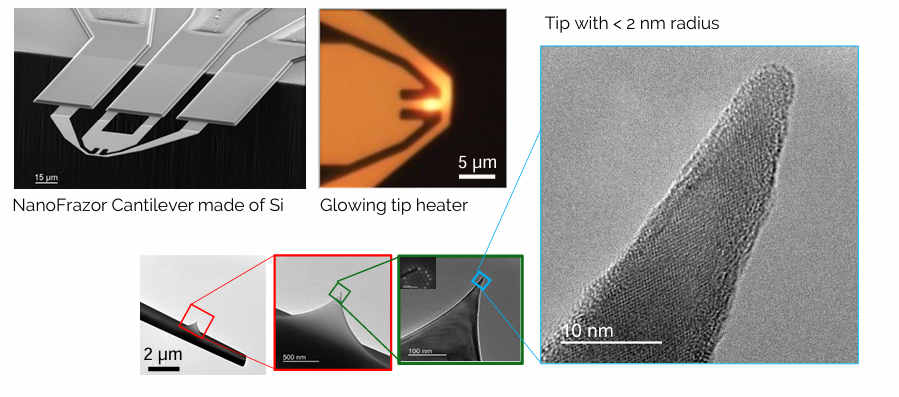 Tip with < 2 nm radius
15 µm
5 µm
NanoFrazor Cantilever made of Si
Glowing tip heater
2 µm
500 nm
100 nm
10 nm